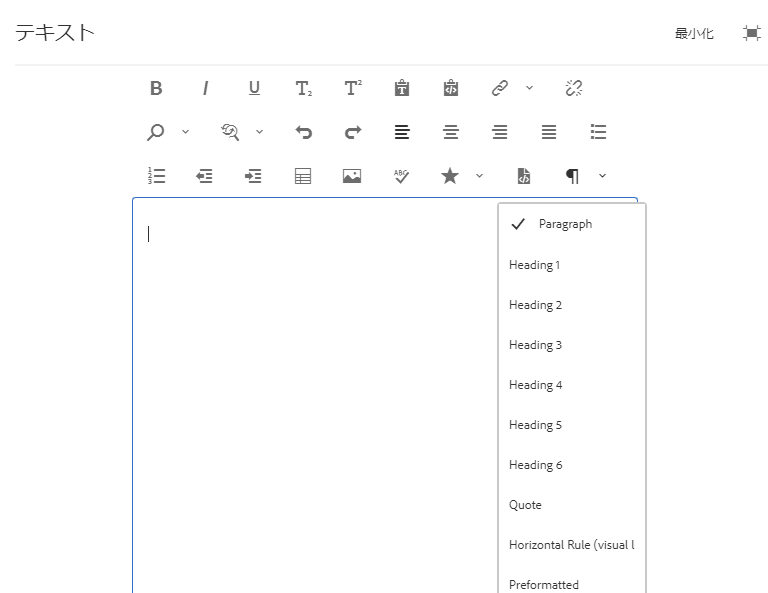 テキスト
最小化
B I U T₂ T²
ABC
Paragraph
Heading 1
Heading 2
Heading 3
Heading 4
Heading 5
Heading 6
Quote
Horizontal Rule (visual l
Preformatted